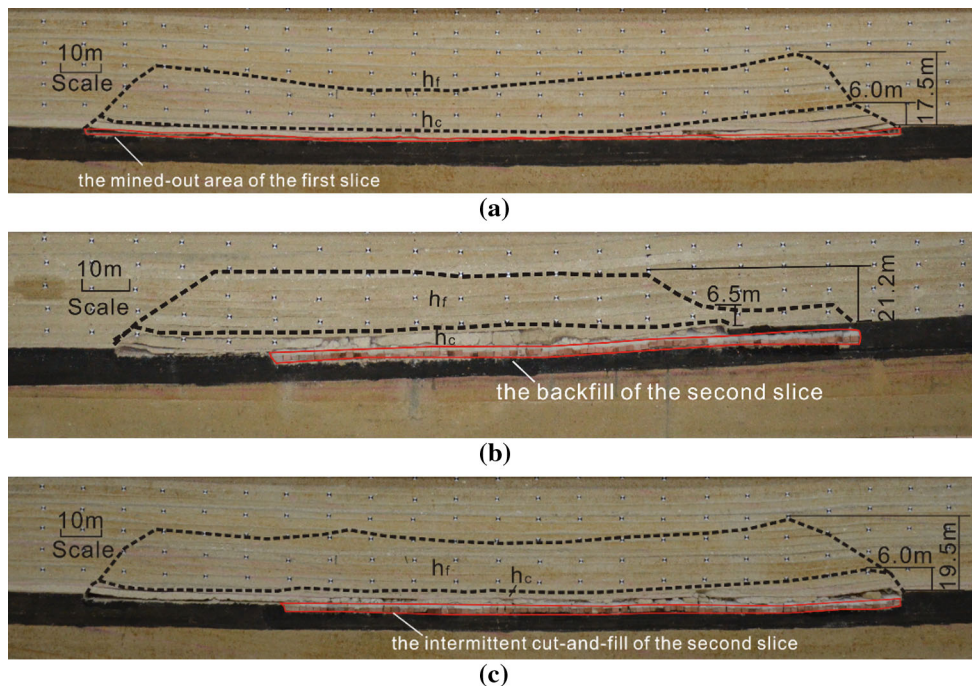 10m
Scale
hf
hc
6.0m
17.5m
the mined-out area of the first slice
(a)
10m
Scale
hf
hc
6.5m
21.2m
the backfill of the second slice
(b)
10m
Scale
hf
hc
6.0m
19.5m
the intermittent cut-and-fill of the second slice
(c)